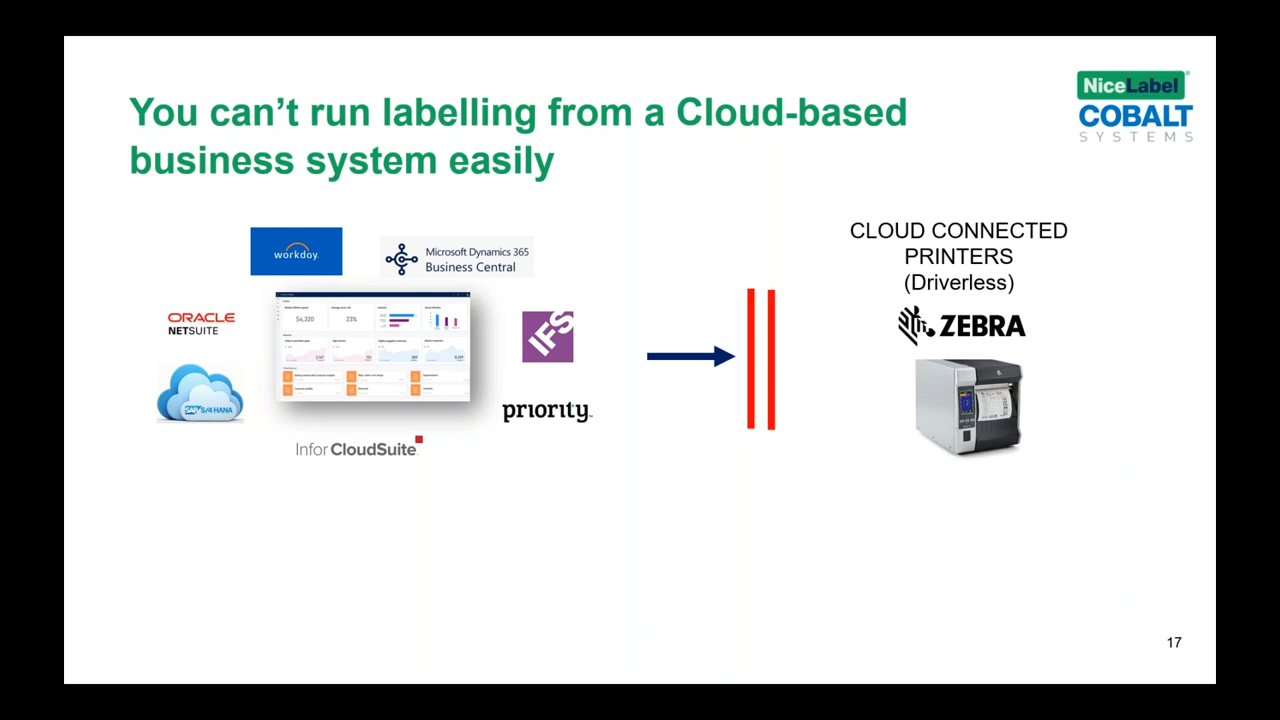 You can’t run labelling from a Cloud-based
business system easily
NiceLabel
COBALT
SYSTEMS
workday.
Microsoft Dynamics 365
Business Central
CLOUD CONNECTED
PRINTERS
(Driverless)
ORACLE
NETSUITE
$4,320
23%
IFS
ZEBRA
SAP S/4 HANA
priority
Infor CloudSuite
17